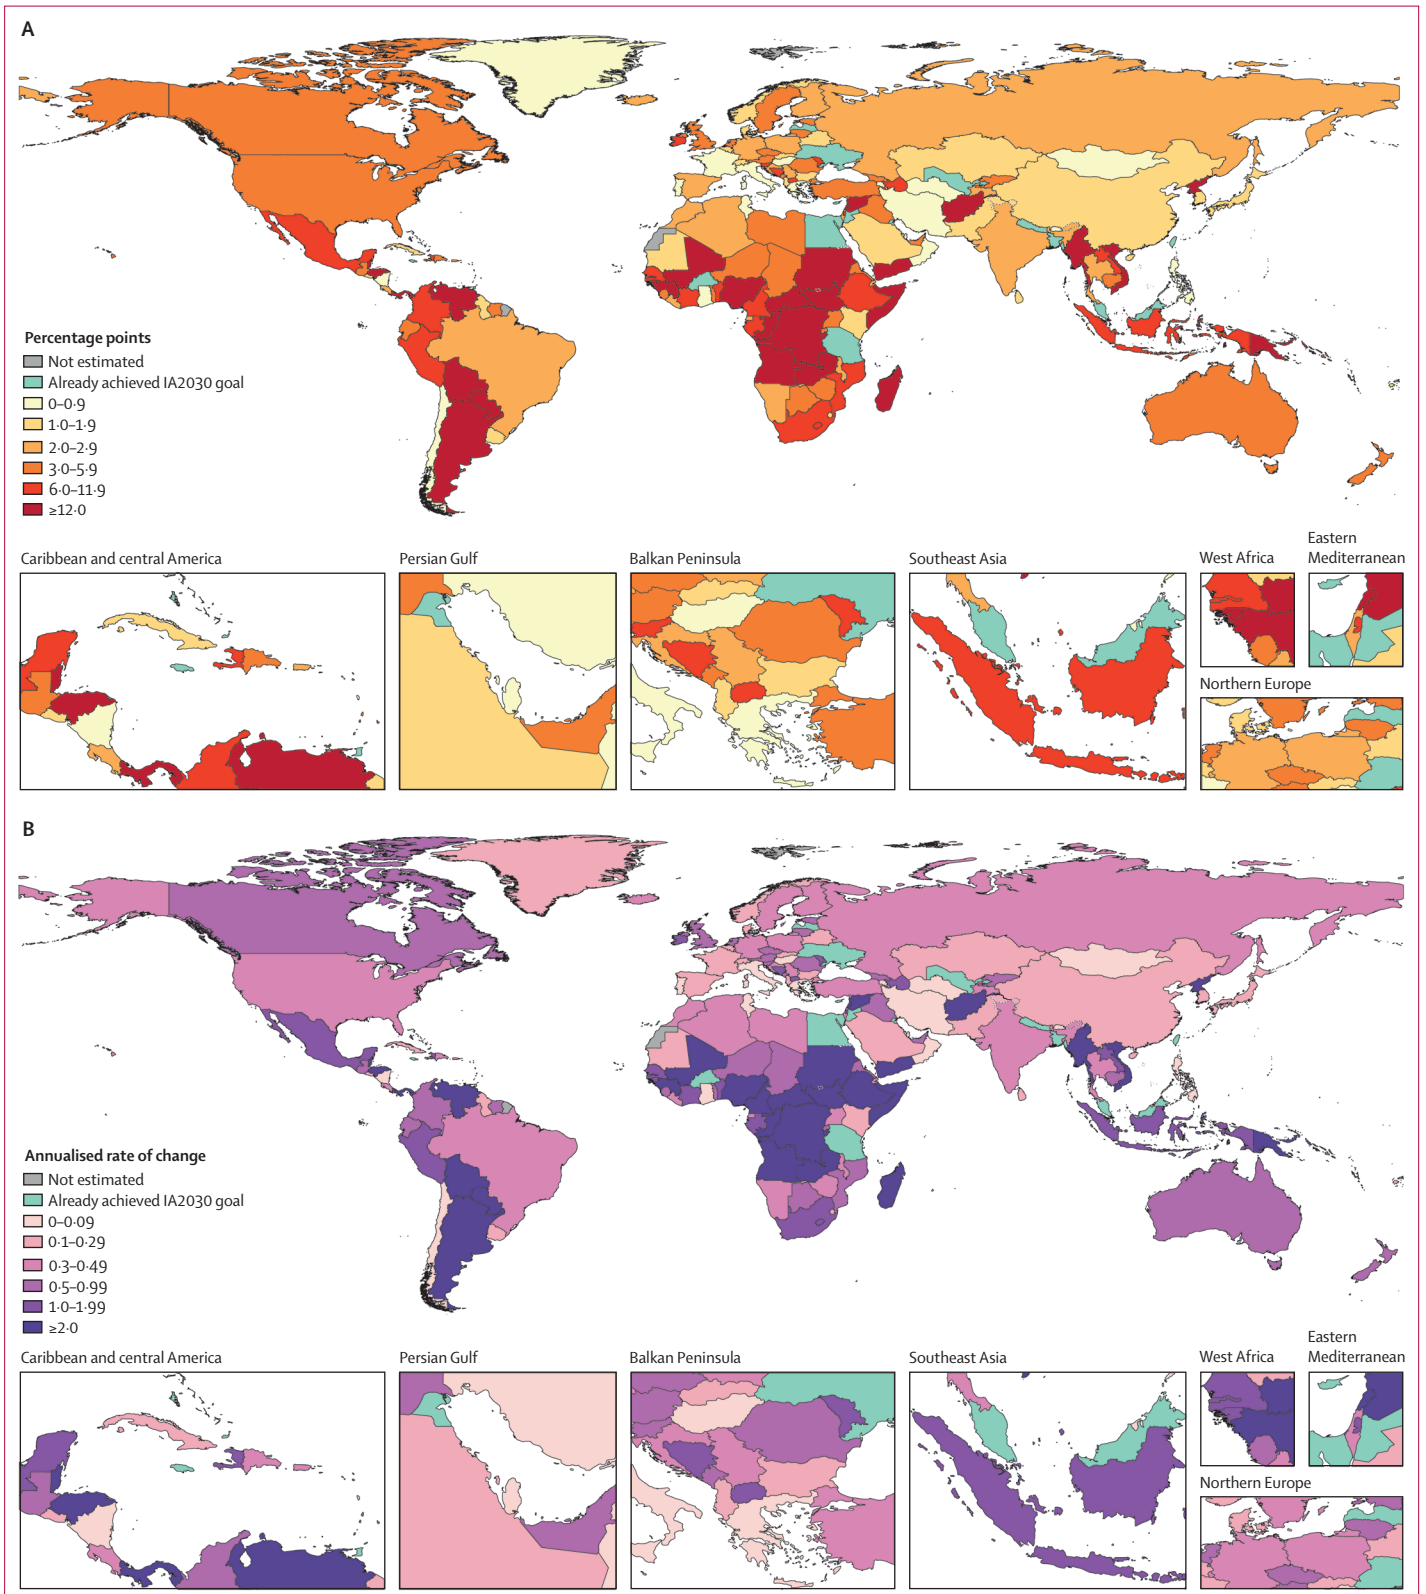 A
Percentage points
Not estimated
Already achieved IA2030 goal
0–0·9
1·0–1·9
2·0–2·9
3·0–5·9
6·0–11·9
≥12·0
Caribbean and central America
Persian Gulf
Balkan Peninsula
Southeast Asia
West Africa
Eastern
Mediterranean
Northern Europe
B
Annualised rate of change
Not estimated
Already achieved IA2030 goal
0–0·09
0·1–0·29
0·3–0·49
0·5–0·99
1·0–1·99
≥2·0
Caribbean and central America
Persian Gulf
Balkan Peninsula
Southeast Asia
West Africa
Eastern
Mediterranean
Northern Europe